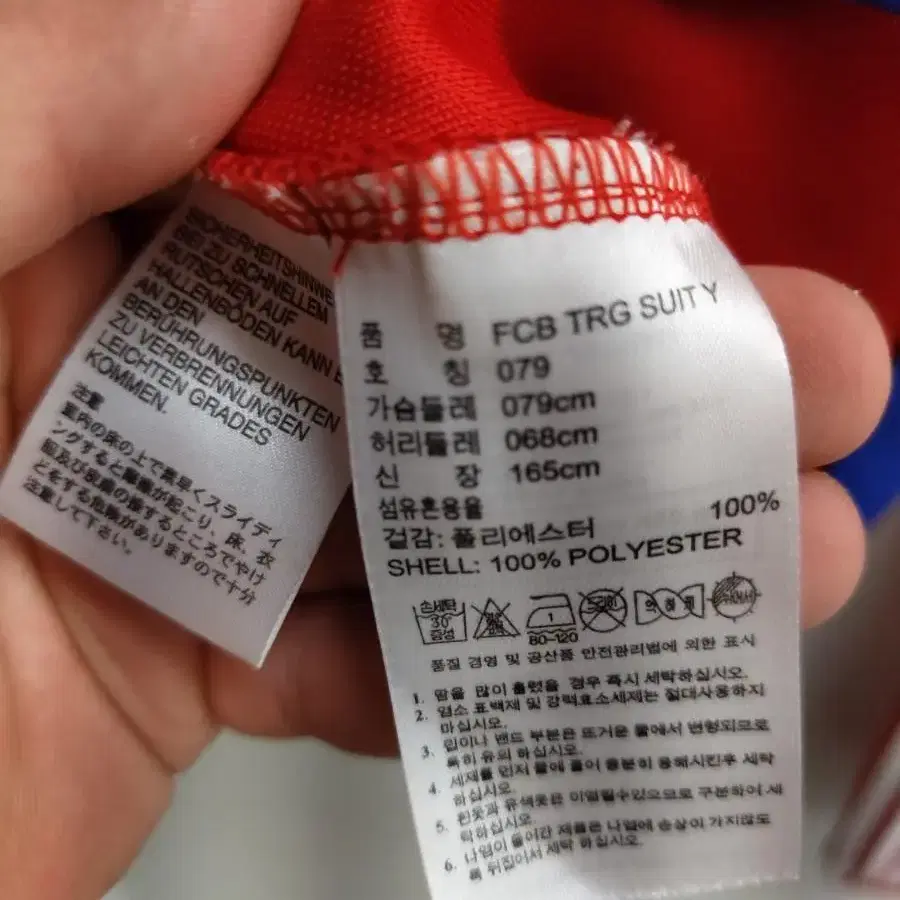 SICHERHEITSHINWE
BEI ZU SCHNELLEM
RUTSCHEN AUF
HALLENBÖDEN KANN E
AN DEN
BERÜHRUNGSPUNKTEN
ZU VERBRENNUNGEN
LEICHTEN GRADES
KOMMEN.
注意
室内の床の上で素早くスライディ
ングすると摩擦が起こり、床、衣
服及び皮膚の擦するところでやけ
どをする危険がありますので十分
注意して下さい。
품 명 FCB TRG SUIT Y
호 칭 079
가슴둘레 079cm
허리둘레 068cm
신 장 165cm
섬유혼용율
걸감: 폴리에스터 100%
SHELL: 100% POLYESTER
손세탁
30°
중성
1
80~120
품질 경영 및 공산품 안전관리법에 의한 표시
1. 땀을 많이 흘렸을 경우 즉시 세탁하십시오.
2. 염소 표백제 및 강력효소세제는 절대사용하지
마십시오.
3. 밴드 부분은 뜨거운 물에서 변형되므로
특히 유의 하십시오.
4. 세제를 먼저 물에 풀어 충분히 용해시킨후 세탁
하십시오.
5. 흰옷과 유색옷은 이염될수있으므로 구분하여 세
탁하십시오.
6. 나염이 들어간 제품은 나염에 손상이 가지않도
록 뒤집어서 세탁 하십시오.